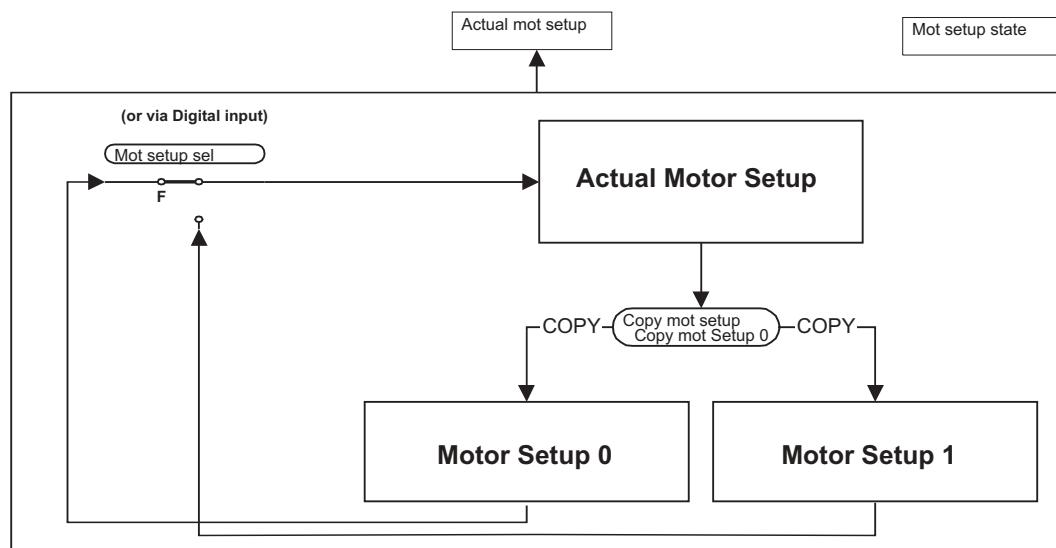 Actual mot setup
Mot setup state
(or via Digital input)
Mot setup sel
F
Actual Motor Setup
COPY
Copy mot setup
Copy mot Setup 0
COPY
Motor Setup 0
Motor Setup 1